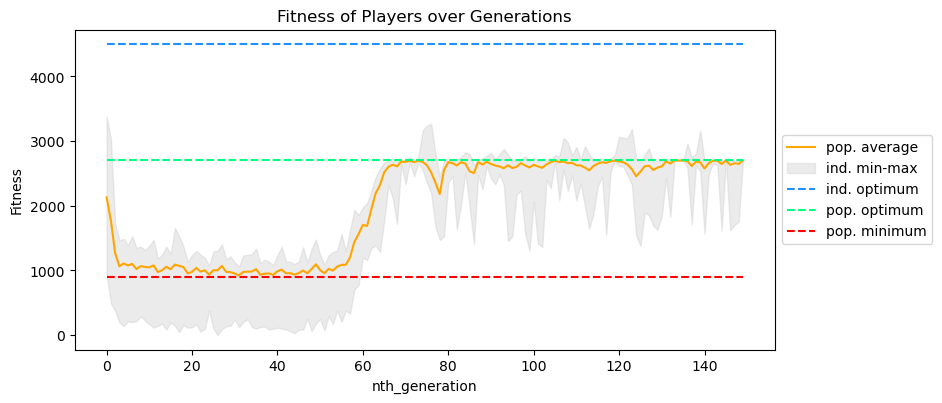 Fitness of Players over Generations
Fitness
4000
3000
2000
1000
0
0 20 40 60 80 100 120 140
nth_generation
pop. average
ind. min-max
ind. optimum
pop. optimum
pop. minimum